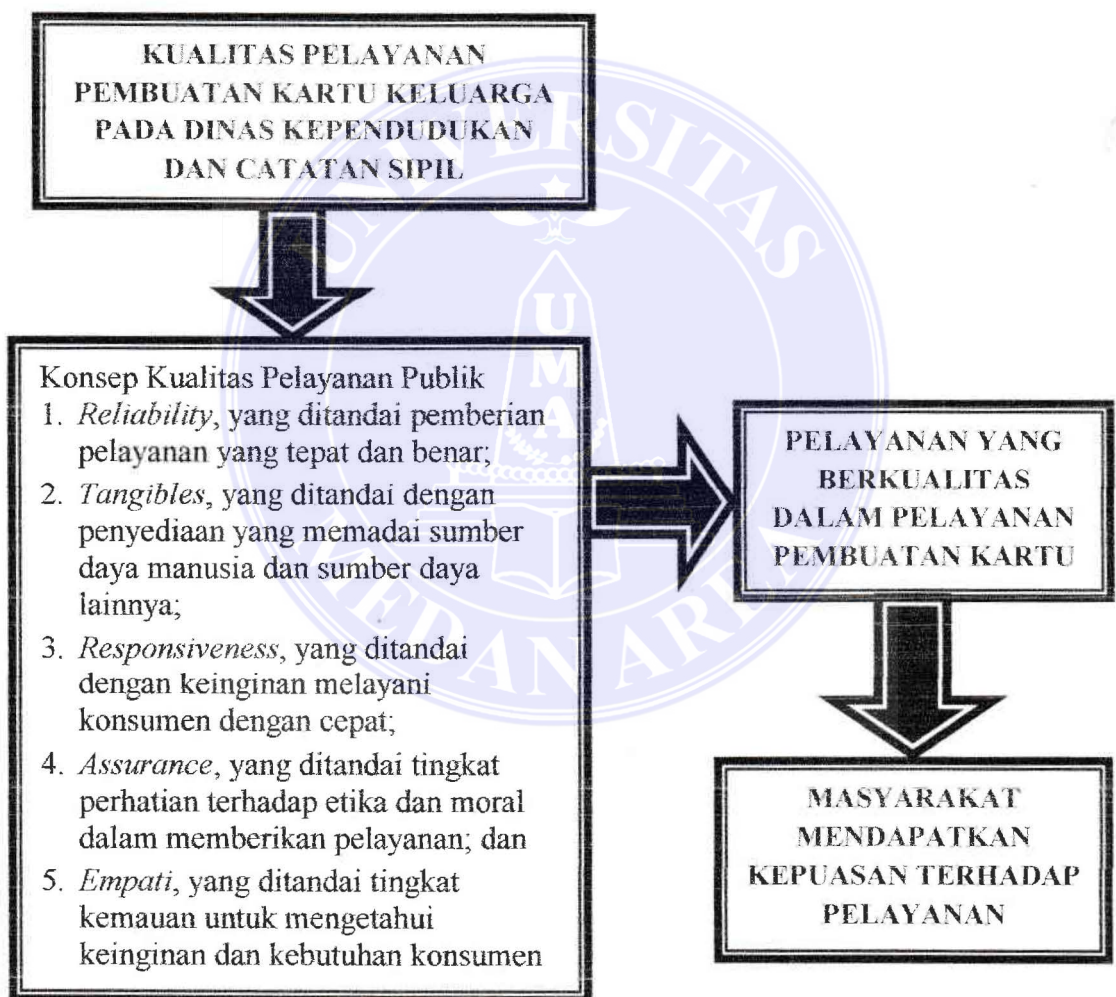 KUALITAS PELAYANAN
PEMBUATAN KARTU KELUARGA
PADA DINAS KEPENDUDUKAN
DAN CATATAN SIPIL
Konsep Kualitas Pelayanan Publik
1. Reliability, yang ditandai pemberian
pelayanan yang tepat dan benar;
2. Tangibles, yang ditandai dengan
penyediaan yang memadai sumber
daya manusia dan sumber daya
lainnya;
3. Responsiveness, yang ditandai
dengan keinginan melayani
konsumen dengan cepat;
4. Assurance, yang ditandai tingkat
perhatian terhadap etika dan moral
dalam memberikan pelayanan; dan
5. Empati, yang ditandai tingkat
kemauan untuk mengetahui
keinginan dan kebutuhan konsumen
PELAYANAN YANG
BERKUALITAS
DALAM PELAYANAN
PEMBUATAN KARTU
MASYARAKAT
MENDAPATKAN
KEPUASAN TERHADAP
PELAYANAN
UNIVERSITAS
MEDAN AREA
UMA